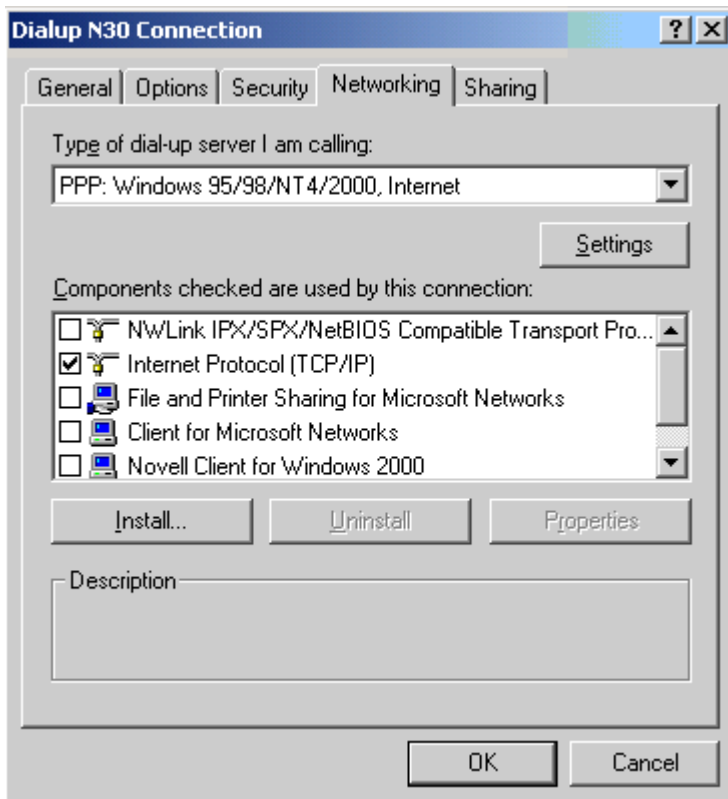 Dialup N30 Connection
General Options Security Networking Sharing
Type of dial-up server I am calling:
PPP: Windows 95/98/NT4/2000, Internet
Settings
Components checked are used by this connection:
NWLink IPX/SPX/NetBIOS Compatible Transport Pro...
Internet Protocol (TCP/IP)
File and Printer Sharing for Microsoft Networks
Client for Microsoft Networks
Novell Client for Windows 2000
Install... Uninstall Properties
Description
OK Cancel